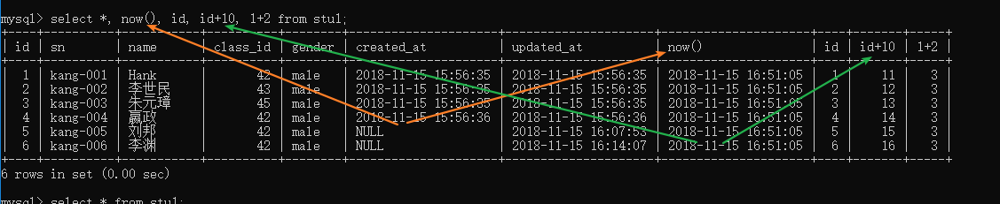 mysql> select *, now(), id, id+10, 1+2 from stu1;
+----+----------+--------+----------+--------+---------------------+---------------------+---------------------+----+-------+-----+
| id | sn | name | class_id | gender | created_at | updated_at | now() | id | id+10 | 1+2 |
+----+----------+--------+----------+--------+---------------------+---------------------+---------------------+----+-------+-----+
| 1 | kang-001 | Hank | 42 | male | 2018-11-15 15:56:35 | 2018-11-15 15:56:35 | 2018-11-15 16:51:05 | 1 | 11 | 3 |
| 2 | kang-002 | 李世民 | 43 | male | 2018-11-15 15:56:35 | 2018-11-15 15:56:35 | 2018-11-15 16:51:05 | 2 | 12 | 3 |
| 3 | kang-003 | 朱元璋 | 45 | male | 2018-11-15 15:56:35 | 2018-11-15 15:56:35 | 2018-11-15 16:51:05 | 3 | 13 | 3 |
| 4 | kang-004 | 嬴政 | 42 | male | 2018-11-15 15:56:36 | 2018-11-15 15:56:36 | 2018-11-15 16:51:05 | 4 | 14 | 3 |
| 5 | kang-005 | 刘邦 | 42 | male | NULL | 2018-11-15 16:07:53 | 2018-11-15 16:51:05 | 5 | 15 | 3 |
| 6 | kang-006 | 李渊 | 42 | male | NULL | 2018-11-15 16:14:07 | 2018-11-15 16:51:05 | 6 | 16 | 3 |
+----+----------+--------+----------+--------+---------------------+---------------------+---------------------+----+-------+-----+
6 rows in set (0.00 sec)
mysql> select * from stu1;